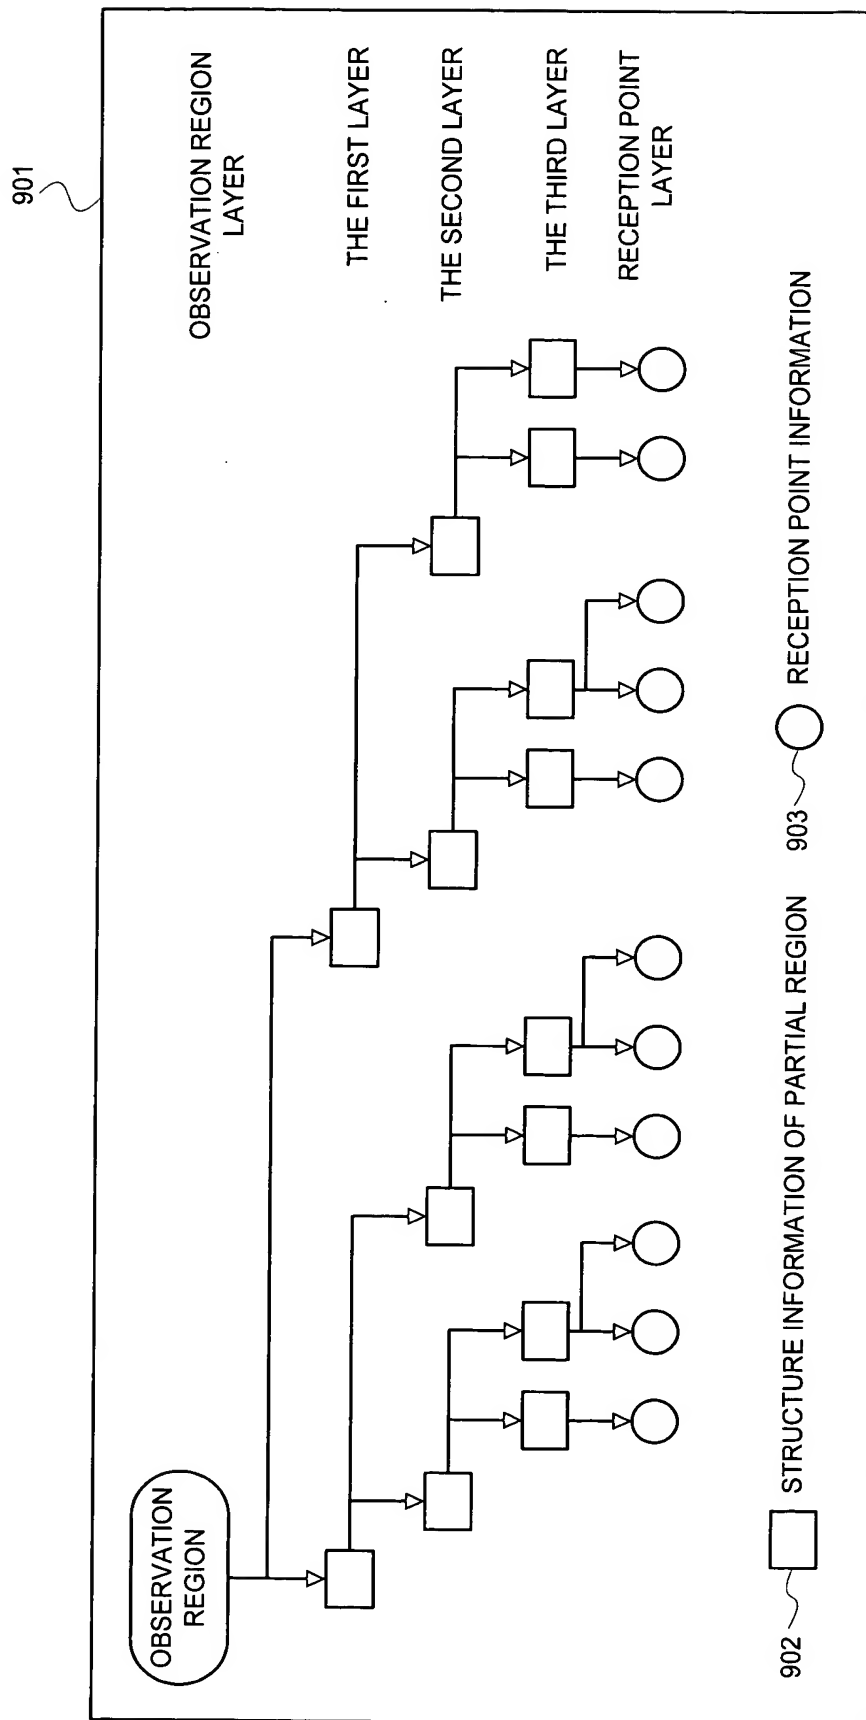 901
OBSERVATION
REGION
OBSERVATION REGION
LAYER
THE FIRST LAYER
THE SECOND LAYER
THE THIRD LAYER
RECEPTION POINT
LAYER
902
STRUCTURE INFORMATION OF PARTIAL REGION
903
RECEPTION POINT INFORMATION